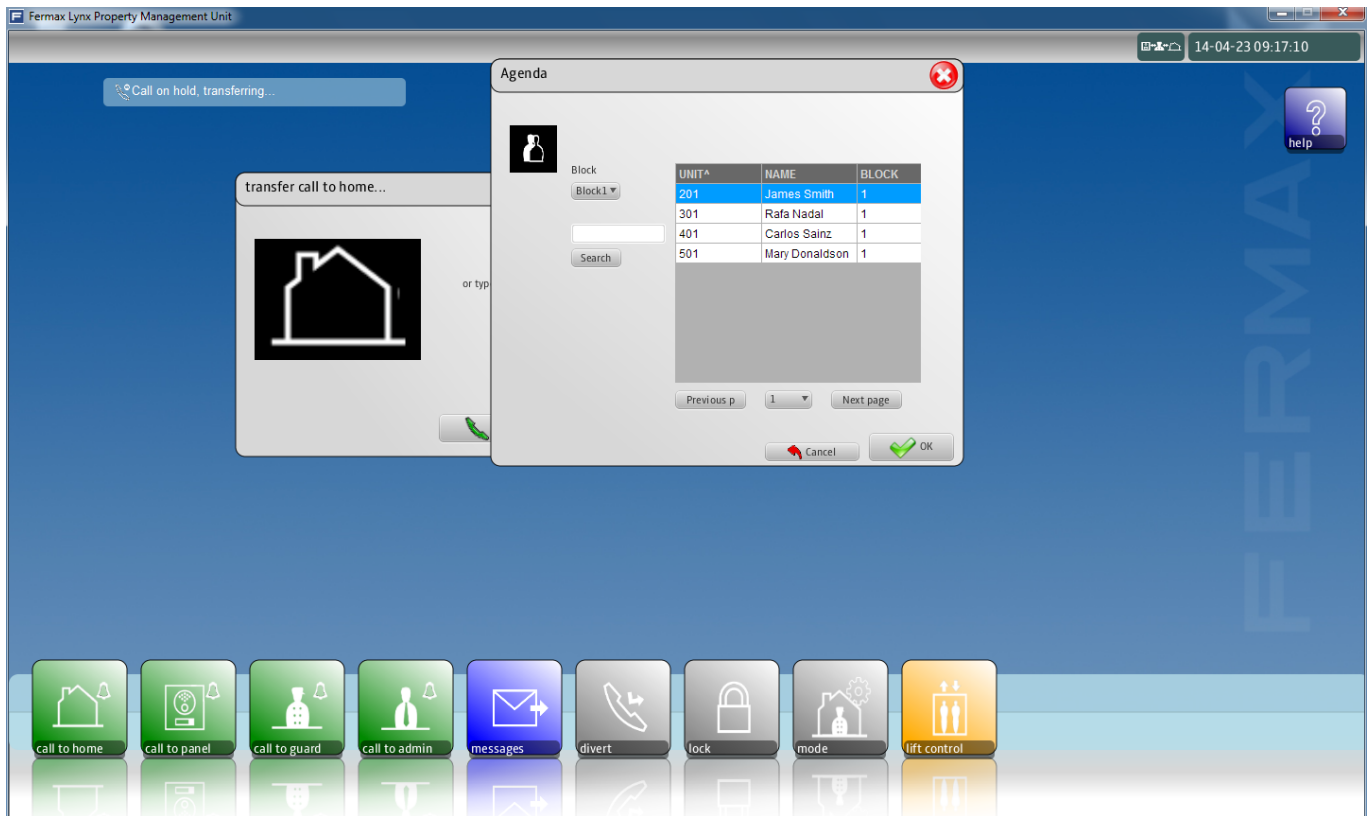 Fermax Lynx Property Management Unit
14-04-23 09:17:10
Call on hold, transferring...
help
FERMAX
transfer call to home...
or typ
Agenda
Block
Block1
Search
UNIT^ NAME BLOCK
201 James Smith 1
301 Rafa Nadal 1
401 Carlos Sainz 1
501 Mary Donaldson 1
Previous p 1 Next page
Cancel OK
call to home call to panel call to guard call to admin messages divert lock mode lift control